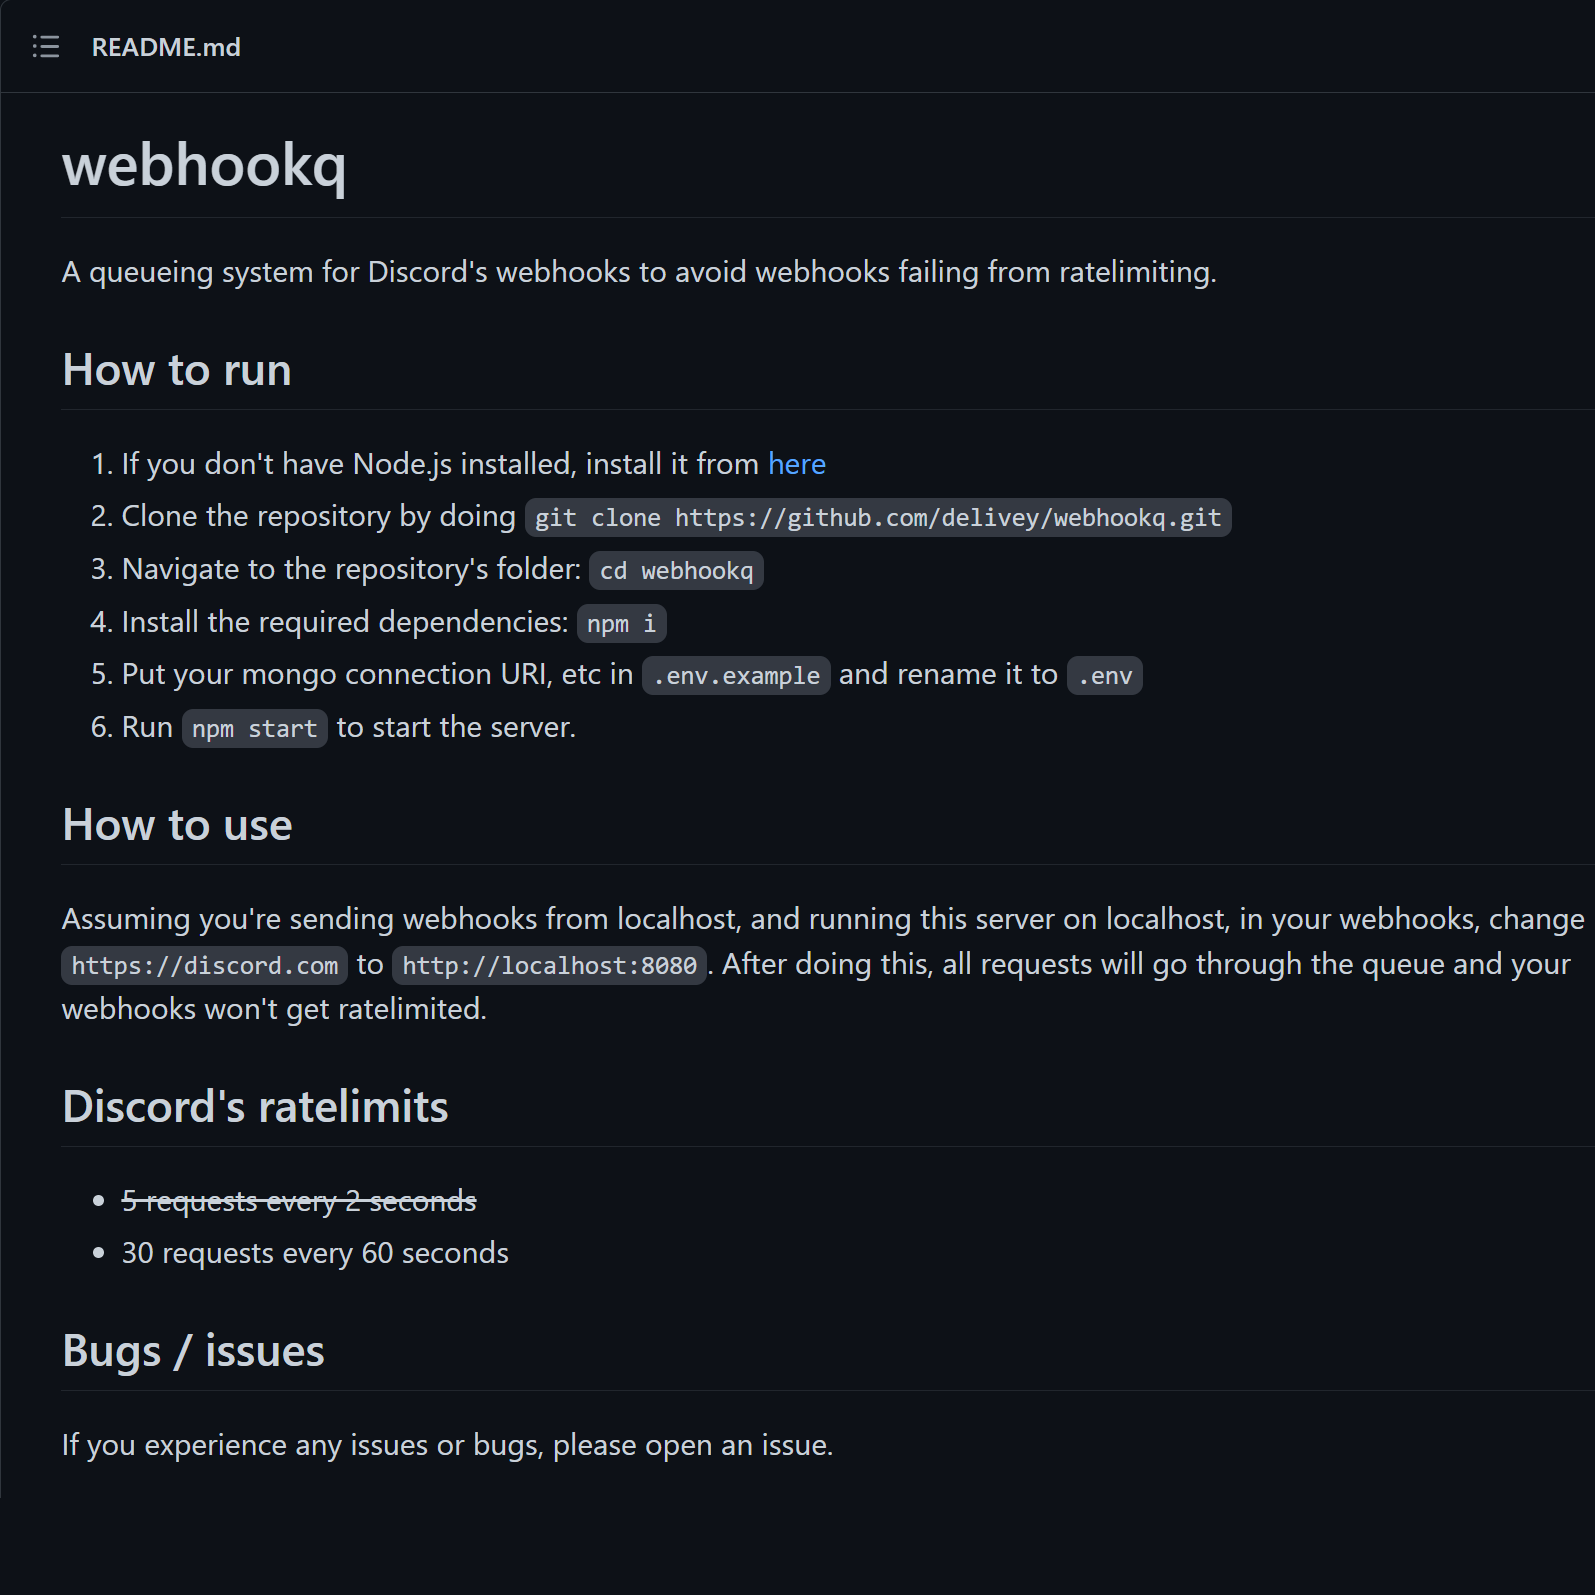 README.md
webhookq
A queueing system for Discord's webhooks to avoid webhooks failing from ratelimiting.
How to run
1. If you don't have Node.js installed, install it from here
2. Clone the repository by doing git clone https://github.com/delivey/webhookq.git
3. Navigate to the repository's folder: cd webhookq
4. Install the required dependencies: npm i
5. Put your mongo connection URI, etc in .env.example and rename it to .env
6. Run npm start to start the server.
How to use
Assuming you're sending webhooks from localhost, and running this server on localhost, in your webhooks, change
https://discord.com to http://localhost:8080. After doing this, all requests will go through the queue and your
webhooks won't get ratelimited.
Discord's ratelimits
• 5 requests every 2 seconds
• 30 requests every 60 seconds
Bugs / issues
If you experience any issues or bugs, please open an issue.